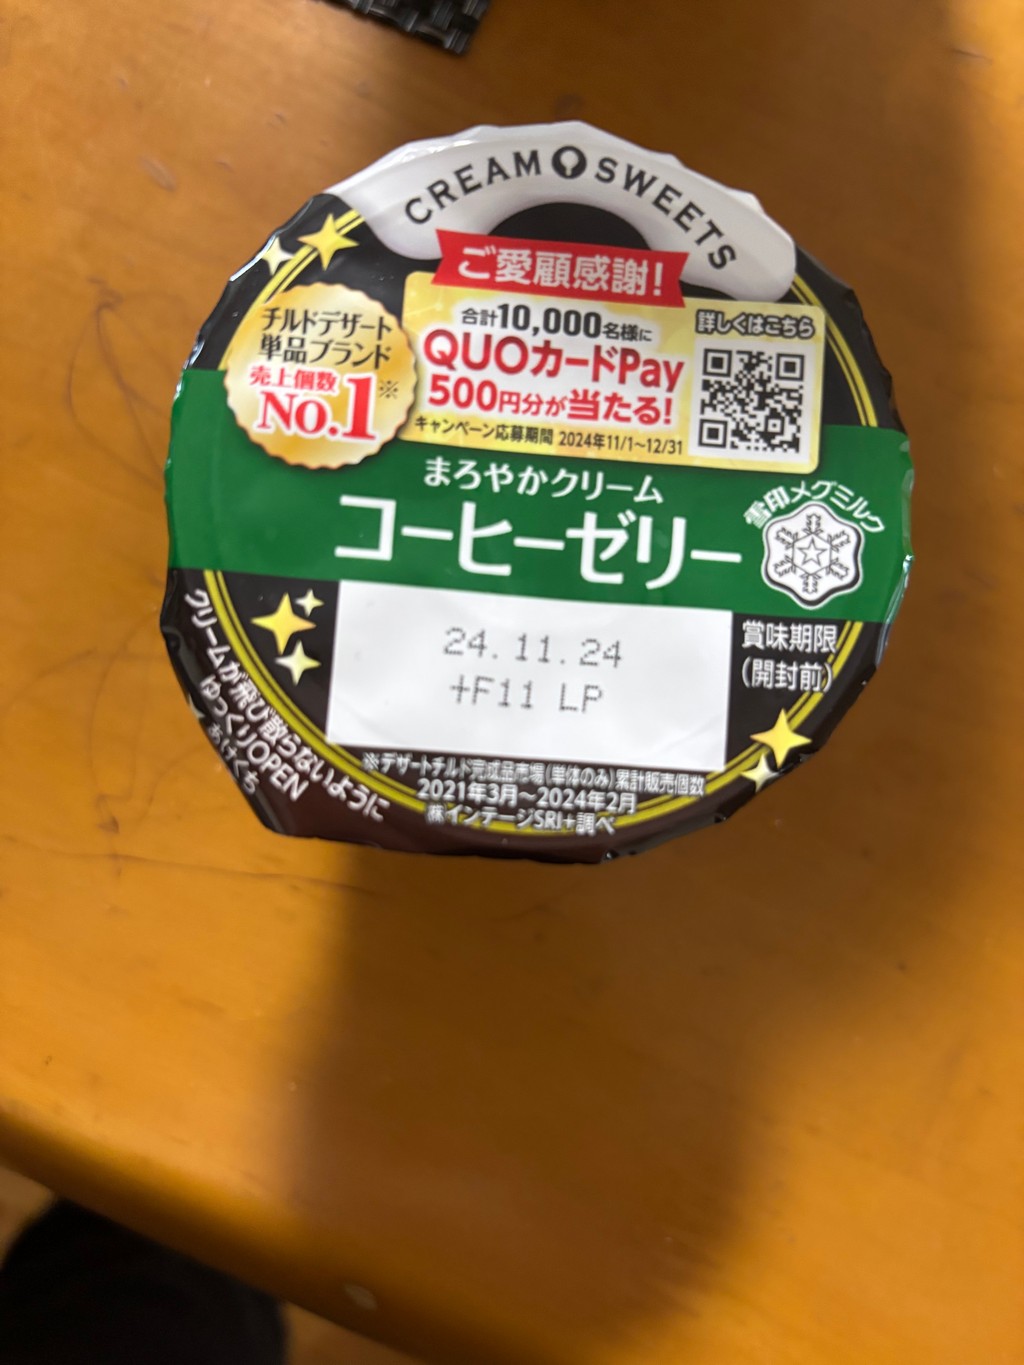 CREAM SWEETS
ご愛顧感謝!
合計10,000名様に
QUOカードPay
500円分が当たる!
キャンペーン応募期間 2024年11/1~12/31
詳しくはこちら
チルドデザート
単品ブランド
売上個数
No.1※
まろやかクリーム
コーヒーゼリー
雪印メグミルク
24.11.24
+F11 LP
賞味期限
(開封前)
クリームが飛び散らないように
ゆっくりOPEN
あけくち
※デザートチルド完成品市場(単体のみ)累計販売個数
2021年3月~2024年2月
㈱インテージSRI+調べ